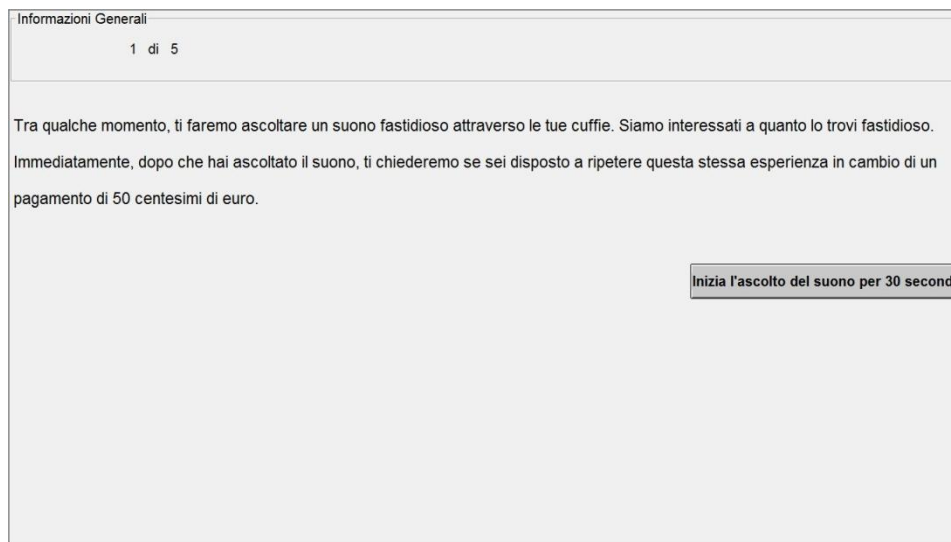 Informazioni Generali
1 di 5
Tra qualche momento, ti faremo ascoltare un suono fastidioso attraverso le tue cuffie. Siamo interessati a quanto lo trovi fastidioso.
Immediatamente, dopo che hai ascoltato il suono, ti chiederemo se sei disposto a ripetere questa stessa esperienza in cambio di un
pagamento di 50 centesimi di euro.
Inizia l'ascolto del suono per 30 second